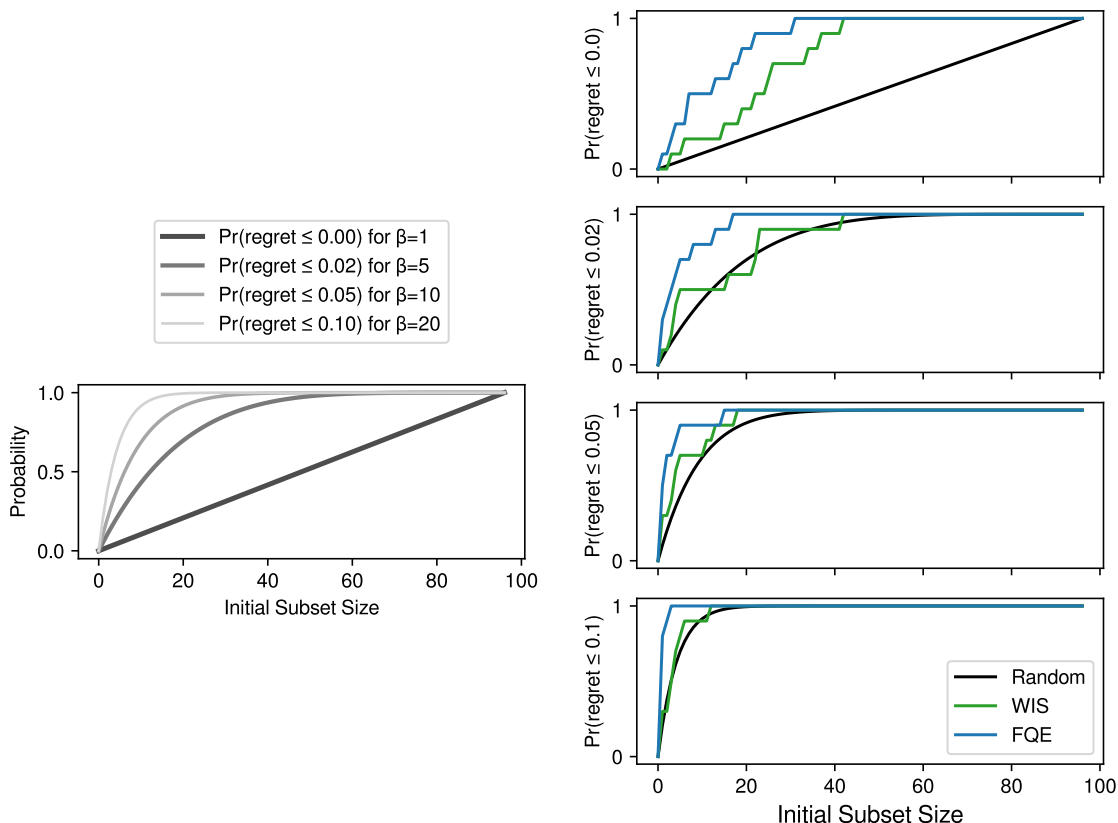 Pr(regret ≤ 0.00) for β=1
Pr(regret ≤ 0.02) for β=5
Pr(regret ≤ 0.05) for β=10
Pr(regret ≤ 0.10) for β=20
Probability
1.0
0.5
0.0
0 20 40 60 80 100
Initial Subset Size
Pr(regret ≤ 0.0)
1
0
Pr(regret ≤ 0.02)
1
0
Pr(regret ≤ 0.05)
1
0
Pr(regret ≤ 0.1)
1
0
Random
WIS
FQE
0 20 40 60 80 100
Initial Subset Size